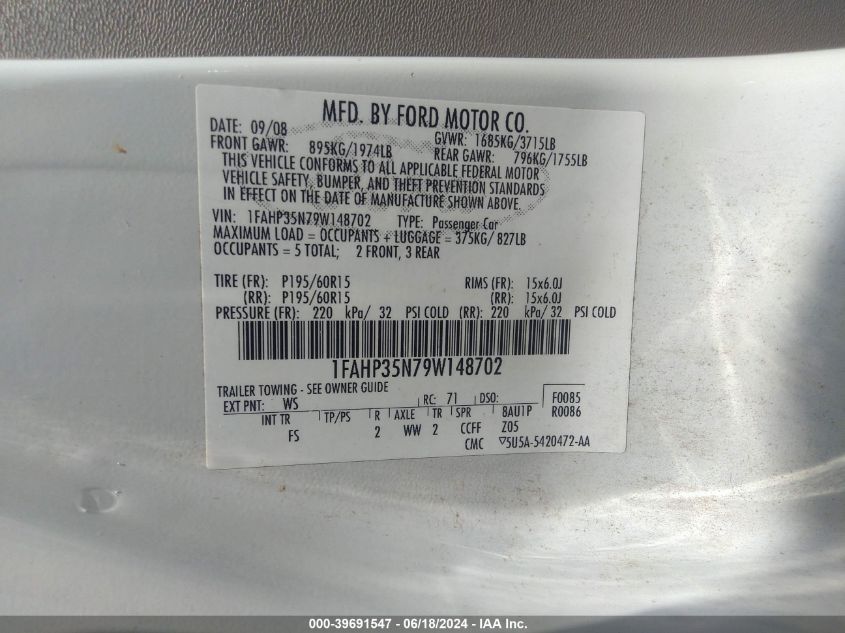 MFD. BY FORD MOTOR CO.
DATE: 09/08 GVWR: 1685KG/3715LB
FRONT GAWR: 895KG/1974LB REAR GAWR: 796KG/1755LB
THIS VEHICLE CONFORMS TO ALL APPLICABLE FEDERAL MOTOR
VEHICLE SAFETY, BUMPER, AND THEFT PREVENTION STANDARDS
IN EFFECT ON THE DATE OF MANUFACTURE SHOWN ABOVE.
VIN: 1FAHP35N79W148702 TYPE: Passenger Car
MAXIMUM LOAD = OCCUPANTS + LUGGAGE = 375KG/ 827LB
OCCUPANTS = 5 TOTAL; 2 FRONT, 3 REAR
TIRE (FR): P195/60R15 RIMS (FR): 15x6.0J
(RR): P195/60R15 (RR): 15x6.0J
PRESSURE (FR): 220 kPa/ 32 PSI COLD (RR): 220 kPa/ 32 PSI COLD
1FAHP35N79W148702
TRAILER TOWING - SEE OWNER GUIDE
EXT PNT: WS RC: 71 DSO: F0085
INT TR TP/PS R AXLE TR SPR 8AU1P R0086
FS 2 WW 2 CCFF Z05
CMC ▽5U5A-5420472-AA
000-39691547 - 06/18/2024 - IAA Inc.